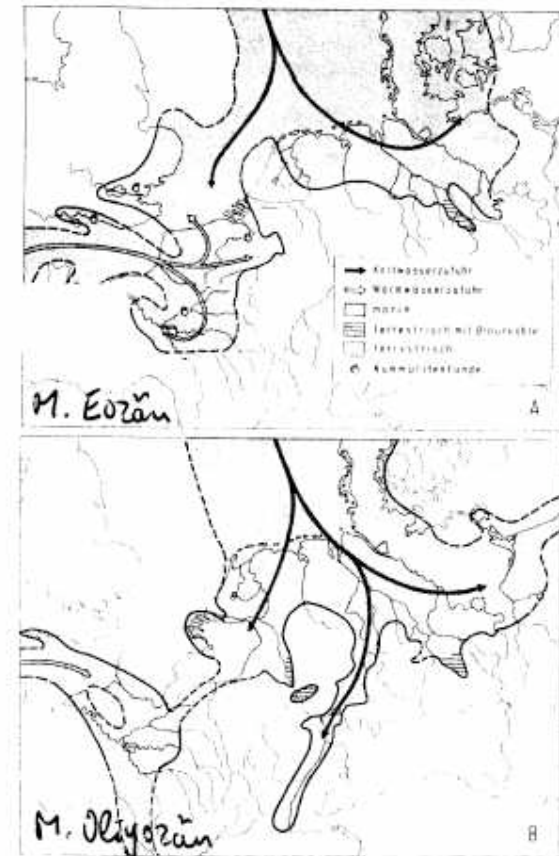 Kaltwasserzufuhr
Warmwasserzufuhr
marin
terrestrisch mit Braunkohle
terrestrisch
Nummulitenfunde
M. Eozän
A
M. Oligozän
B